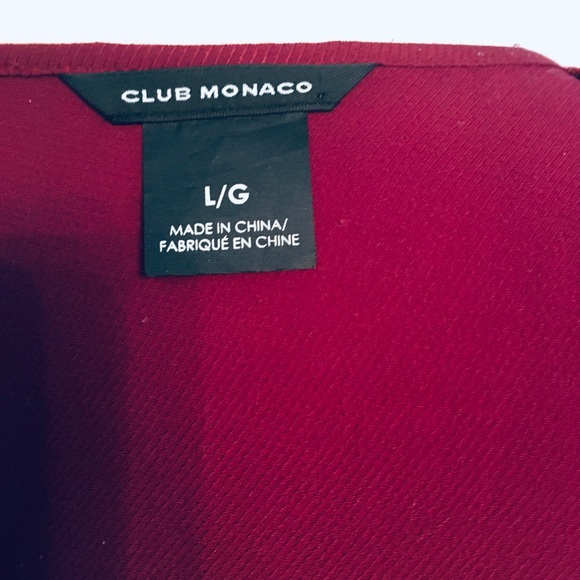 CLUB MONACO
L/G
MADE IN CHINA/
FABRIQUÉ EN CHINE